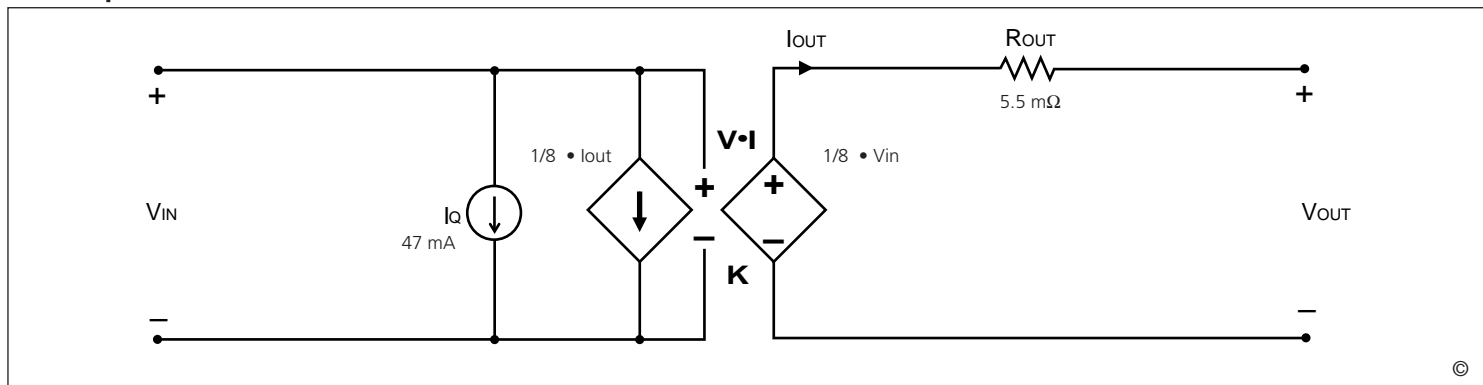 IOUT
ROUT
+
+
5.5 mΩ
V•I
1/8 • Iout
1/8 • Vin
+
+
VIN
IQ
VOUT
47 mA
–
–
K
–
–
©